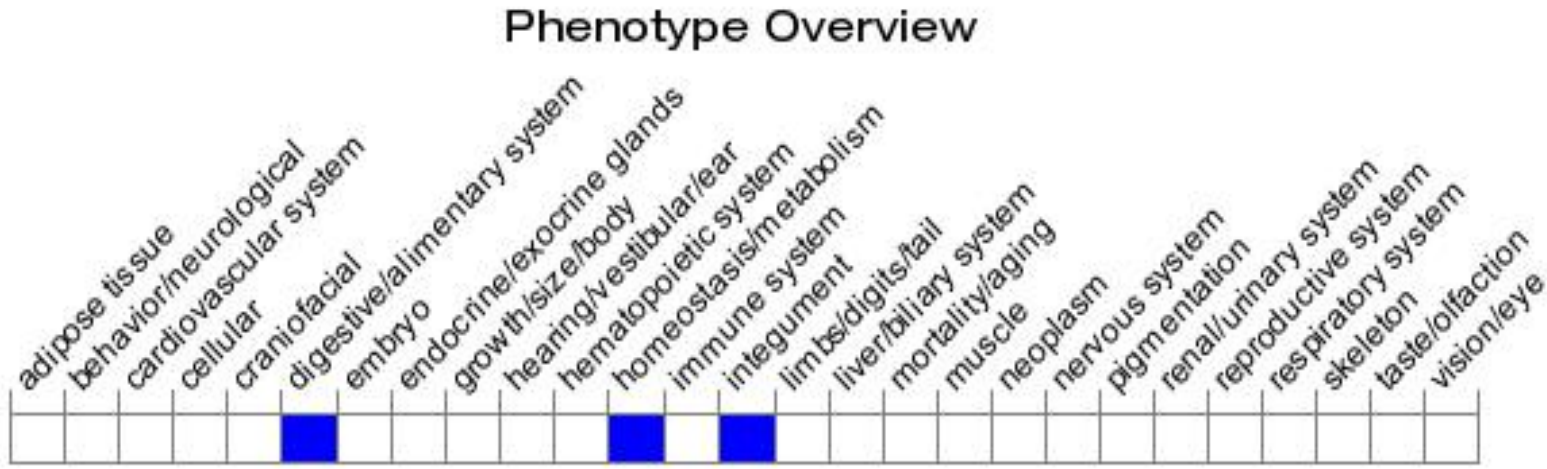 Phenotype Overview
adipose tissue
behavior/neurological
cardiovascular system
cellular
craniofacial
digestive/alimentary system
embryo
endocrine/exocrine glands
growth/size/body
hearing/vestibular/ear
hematopoietic system
homeostasis/metabolism
immune system
integument
limbs/digits/tail
liver/biliary system
mortality/aging
muscle
neoplasm
nervous system
pigmentation
renal/urinary system
reproductive system
respiratory system
skeleton
taste/olfaction
vision/eye